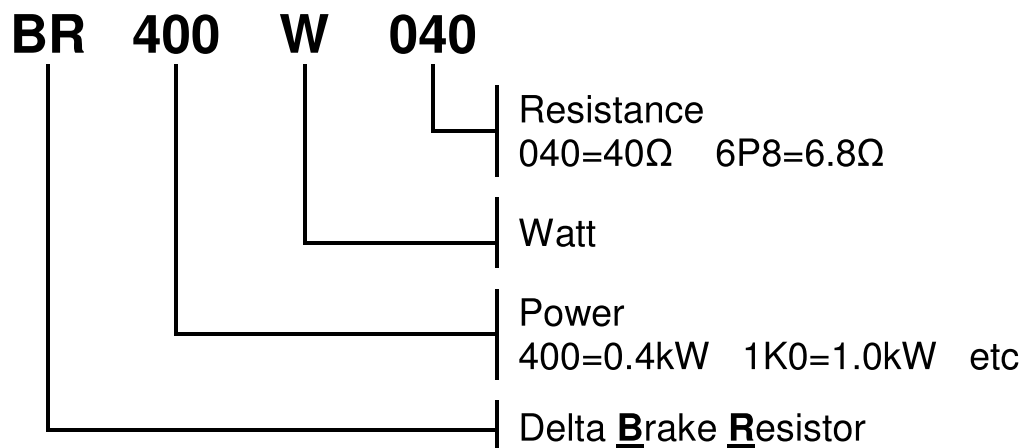 BR 400 W 040
Resistance
040=40Ω 6P8=6.8Ω
Watt
Power
400=0.4kW 1K0=1.0kW etc
Delta Brake Resistor